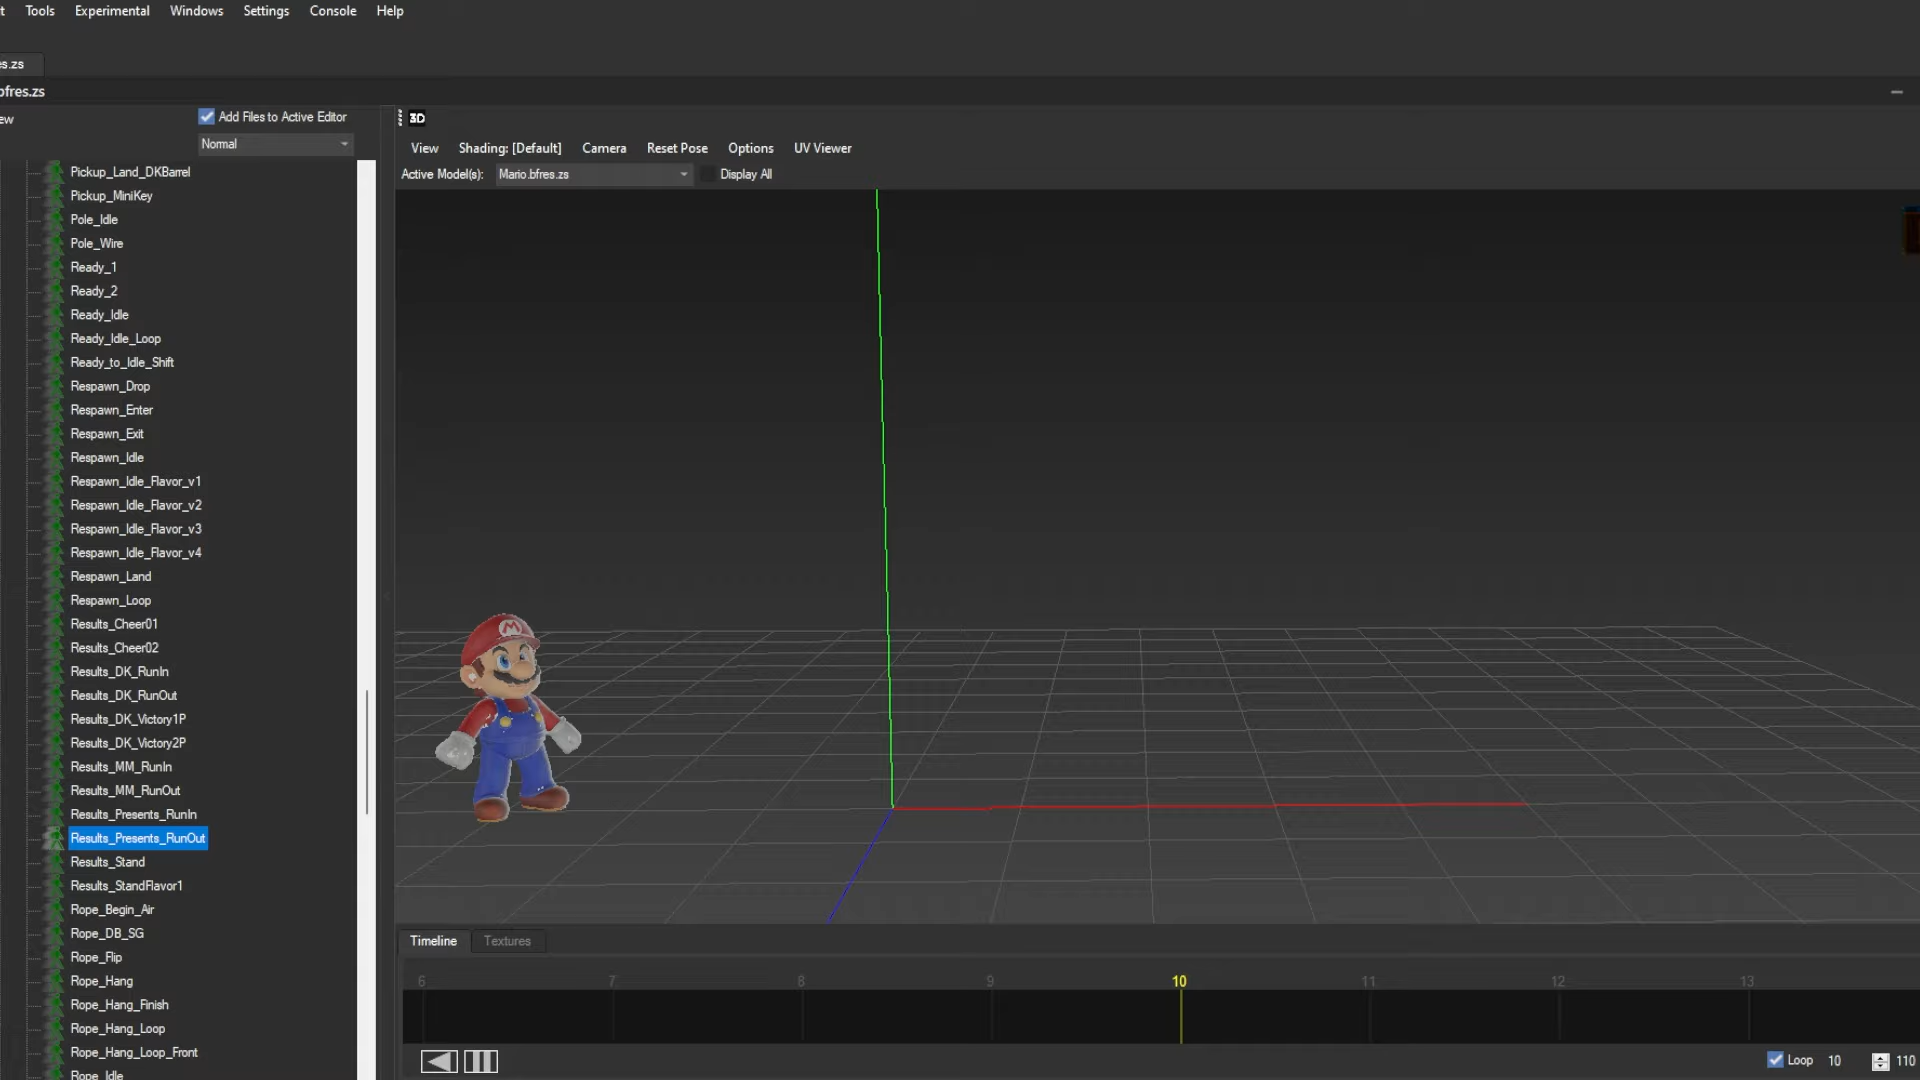 t Tools Experimental Windows Settings Console Help
es.zs
bfres.zs
ew
Add Files to Active Editor
Normal
3D
View Shading: [Default] Camera Reset Pose Options UV Viewer
Active Model(s): Mario.bfres.zs Display All
Pickup_Land_DKBarrel
Pickup_MiniKey
Pole_Idle
Pole_Wire
Ready_1
Ready_2
Ready_Idle
Ready_Idle_Loop
Ready_to_Idle_Shift
Respawn_Drop
Respawn_Enter
Respawn_Exit
Respawn_Idle
Respawn_Idle_Flavor_v1
Respawn_Idle_Flavor_v2
Respawn_Idle_Flavor_v3
Respawn_Idle_Flavor_v4
Respawn_Land
Respawn_Loop
Results_Cheer01
Results_Cheer02
Results_DK_RunIn
Results_DK_RunOut
Results_DK_Victory1P
Results_DK_Victory2P
Results_MM_RunIn
Results_MM_RunOut
Results_Presents_RunIn
Results_Presents_RunOut
Results_Stand
Results_StandFlavor1
Rope_Begin_Air
Rope_DB_SG
Rope_Flip
Rope_Hang
Rope_Hang_Finish
Rope_Hang_Loop
Rope_Hang_Loop_Front
Rope_Idle
M
Timeline Textures
6 7 8 9 10 11 12 13
Loop 10 110